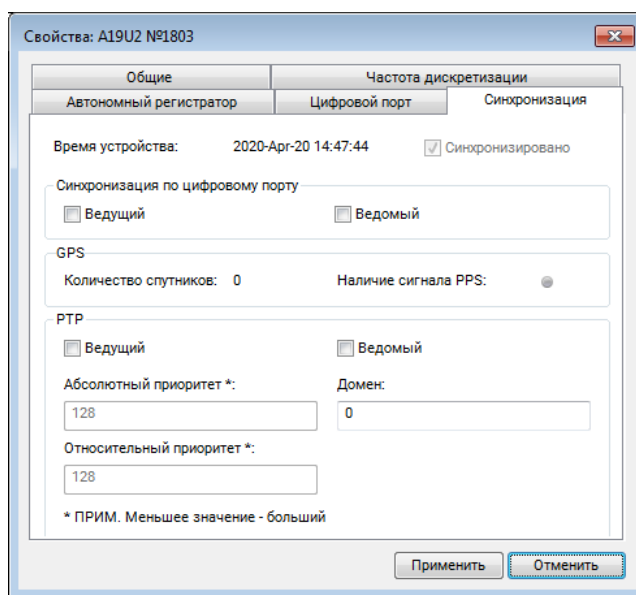 Свойства: A19U2 №1803
Общие
Частота дискретизации
Автономный регистратор
Цифровой порт
Синхронизация
Время устройства: 2020-Apr-20 14:47:44 Синхронизировано
Синхронизация по цифровому порту
Ведущий Ведомый
GPS
Количество спутников: 0 Наличие сигнала PPS:
PTP
Ведущий Ведомый
Абсолютный приоритет *: Домен:
128 0
Относительный приоритет *:
128
* ПРИМ. Меньшее значение - больший
Применить Отменить